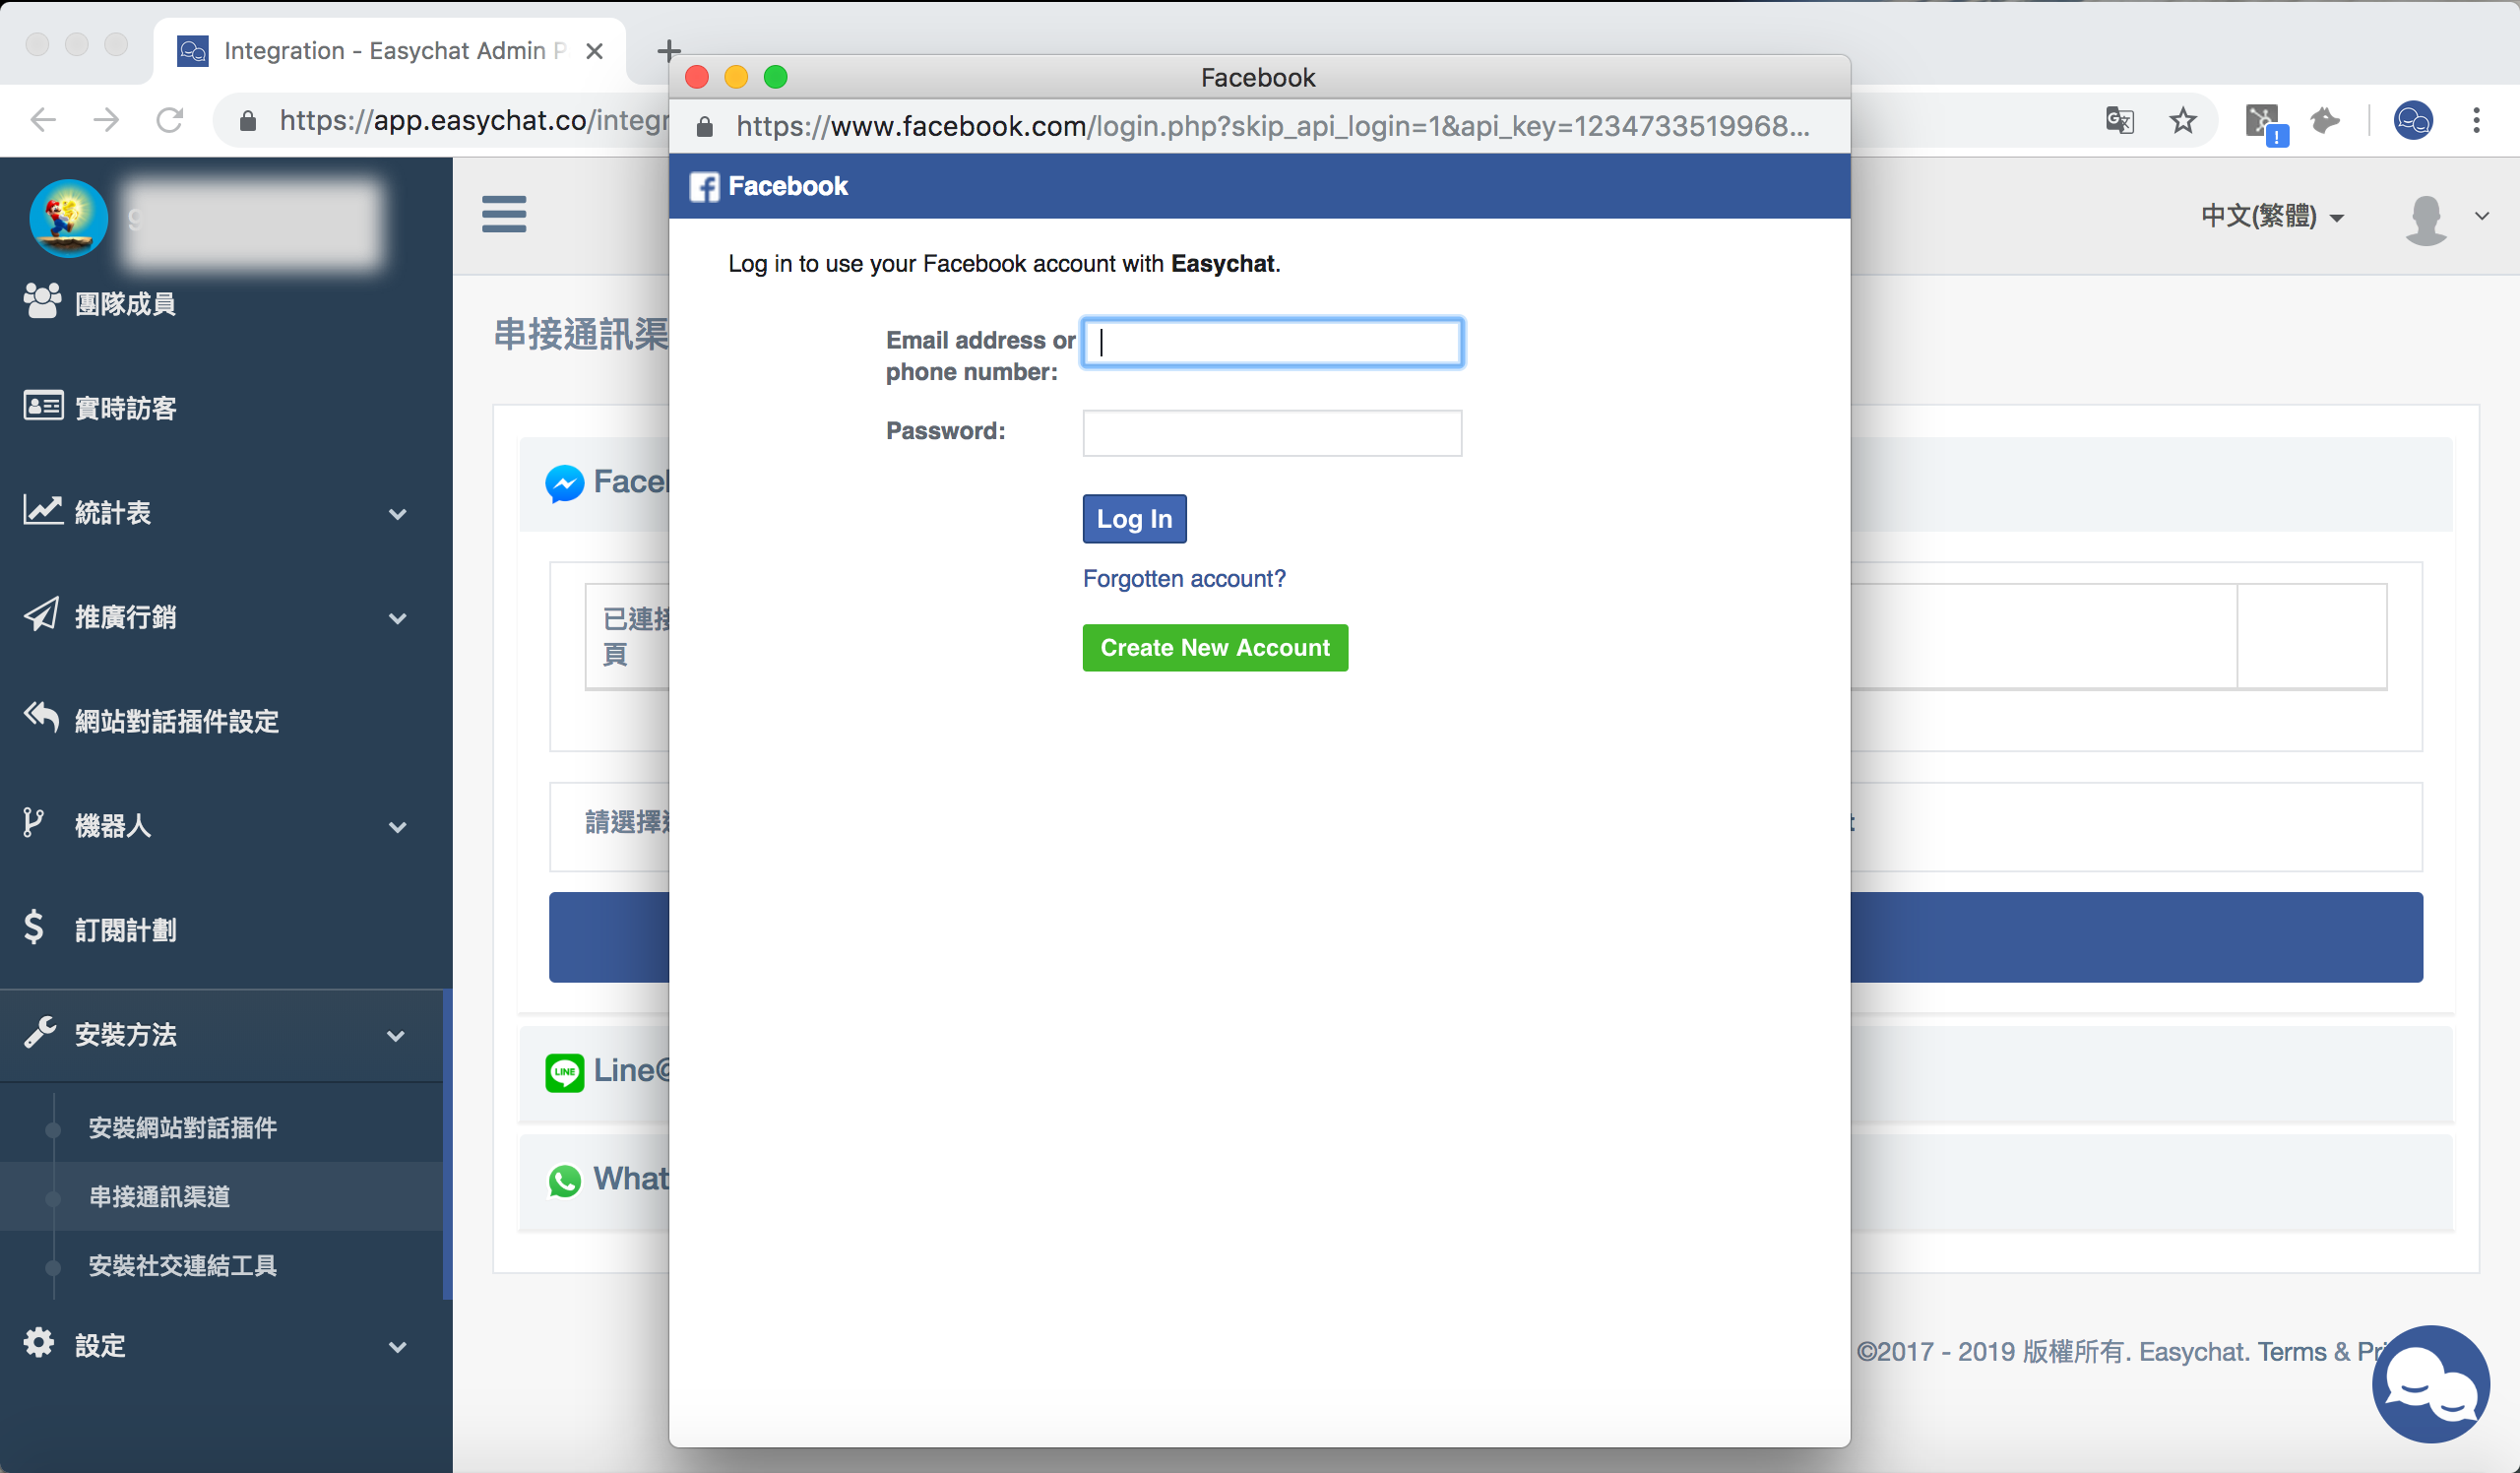 Integration - Easychat Admin P
https://app.easychat.co/integr
Facebook
https://www.facebook.com/login.php?skip_api_login=1&api_key=1234733519968...
Facebook
Log in to use your Facebook account with Easychat.
Email address or
phone number:
Password:
Log In
Forgotten account?
Create New Account
中文(繁體)
團隊成員
實時訪客
統計表
推廣行銷
網站對話插件設定
機器人
訂閱計劃
安裝方法
安裝網站對話插件
串接通訊渠道
安裝社交連結工具
設定
串接通訊渠
Faceb
已連接
頁
請選擇
t
LINE
Line@
What
©2017 - 2019 版權所有. Easychat. Terms & Pri